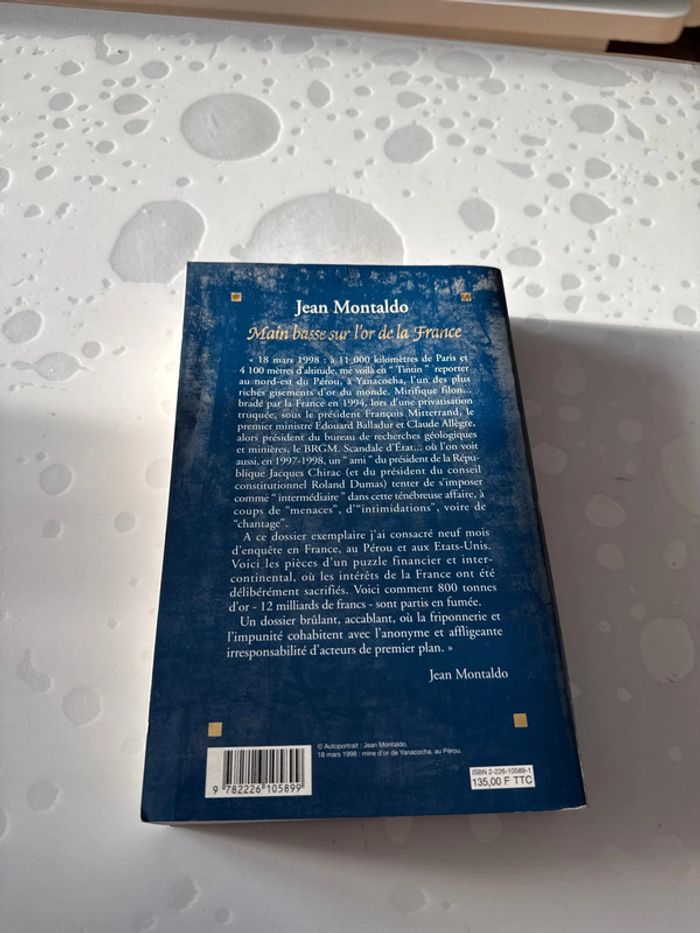 Jean Montaldo
Main basse sur l'or de la France
« 18 mars 1998 : à 11 000 kilomètres de Paris et
4 100 mètres d'altitude, me voilà en “ Tintin ” reporter
au nord-est du Pérou, à Yanacocha, l'un des plus
riches gisements d'or du monde. Mirifique filon...
bradé par la France en 1994, lors d'une privatisation
truquée, sous le président François Mitterrand, le
premier ministre Edouard Balladur et Claude Allègre,
alors président du bureau de recherches géologiques
et minières, le BRGM. Scandale d'État... où l'on voit
aussi, en 1997-1998, un “ ami ” du président de la Répu-
blique Jacques Chirac (et du président du conseil
constitutionnel Roland Dumas) tenter de s'imposer
comme “ intermédiaire ” dans cette ténébreuse affaire, à
coups de “menaces”, d'“intimidations”, voire de
“chantage”.
A ce dossier exemplaire j'ai consacré neuf mois
d'enquête en France, au Pérou et aux Etats-Unis.
Voici les pièces d'un puzzle financier et inter-
continental, où les intérêts de la France ont été
délibérément sacrifiés. Voici comment 800 tonnes
d'or - 12 milliards de francs - sont partis en fumée.
Un dossier brûlant, accablant, où la friponnerie et
l'impunité cohabitent avec l'anonyme et affligeante
irresponsabilité d'acteurs de premier plan. »
Jean Montaldo
© Autoportrait : Jean Montaldo.
18 mars 1998 : mine d'or de Yanacocha, au Pérou.
9 782226 105899
ISBN 2-226-10589-1
135,00 F TTC